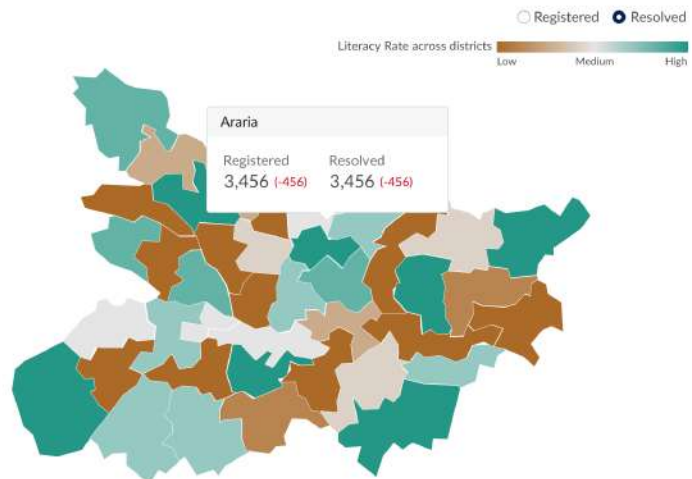 Registered Resolved
Literacy Rate across districts
Low Medium High
Araria
Registered Resolved
3,456 (-456) 3,456 (-456)